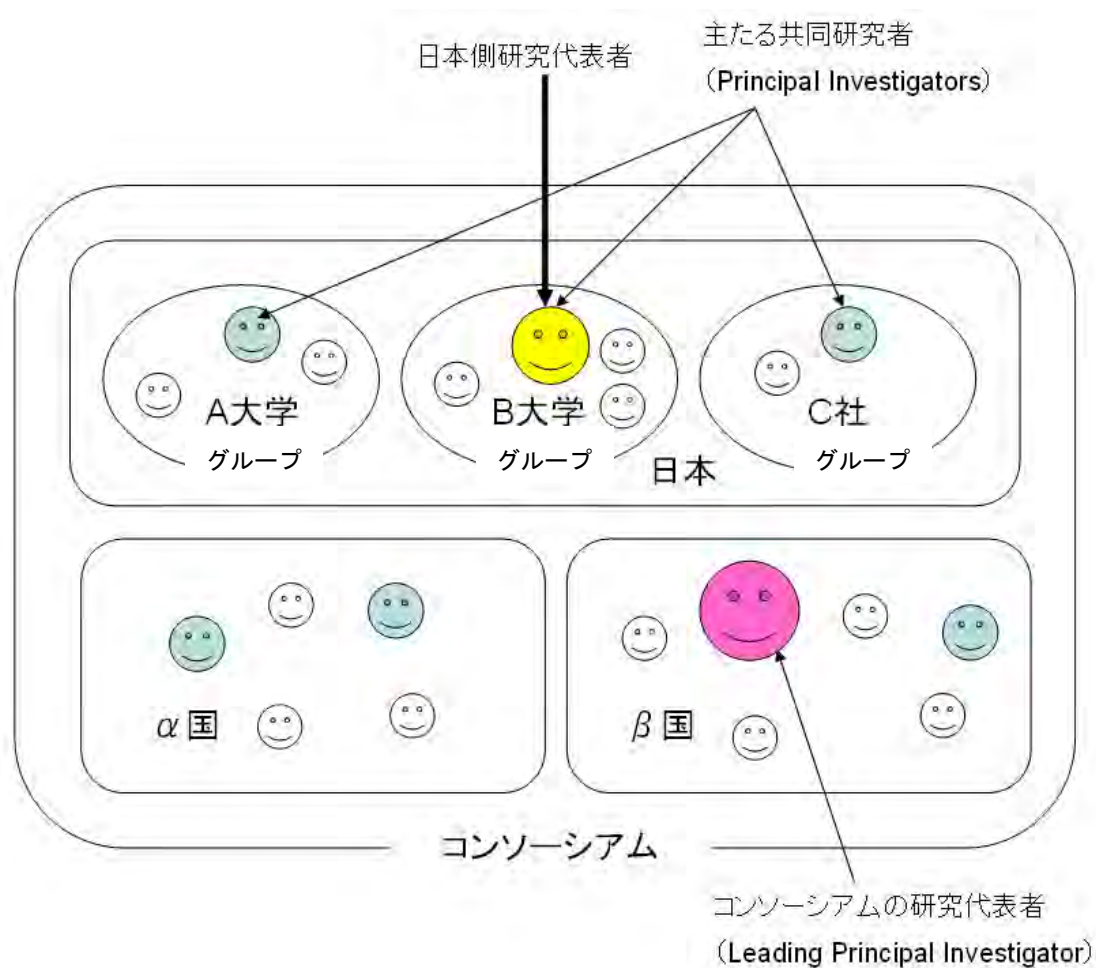 主たる共同研究者
(Principal Investigators)
日本側研究代表者
A大学
グループ
B大学
グループ
C社
グループ
日本
α国
β国
コンソーシアム
コンソーシアムの研究代表者
(Leading Principal Investigator)